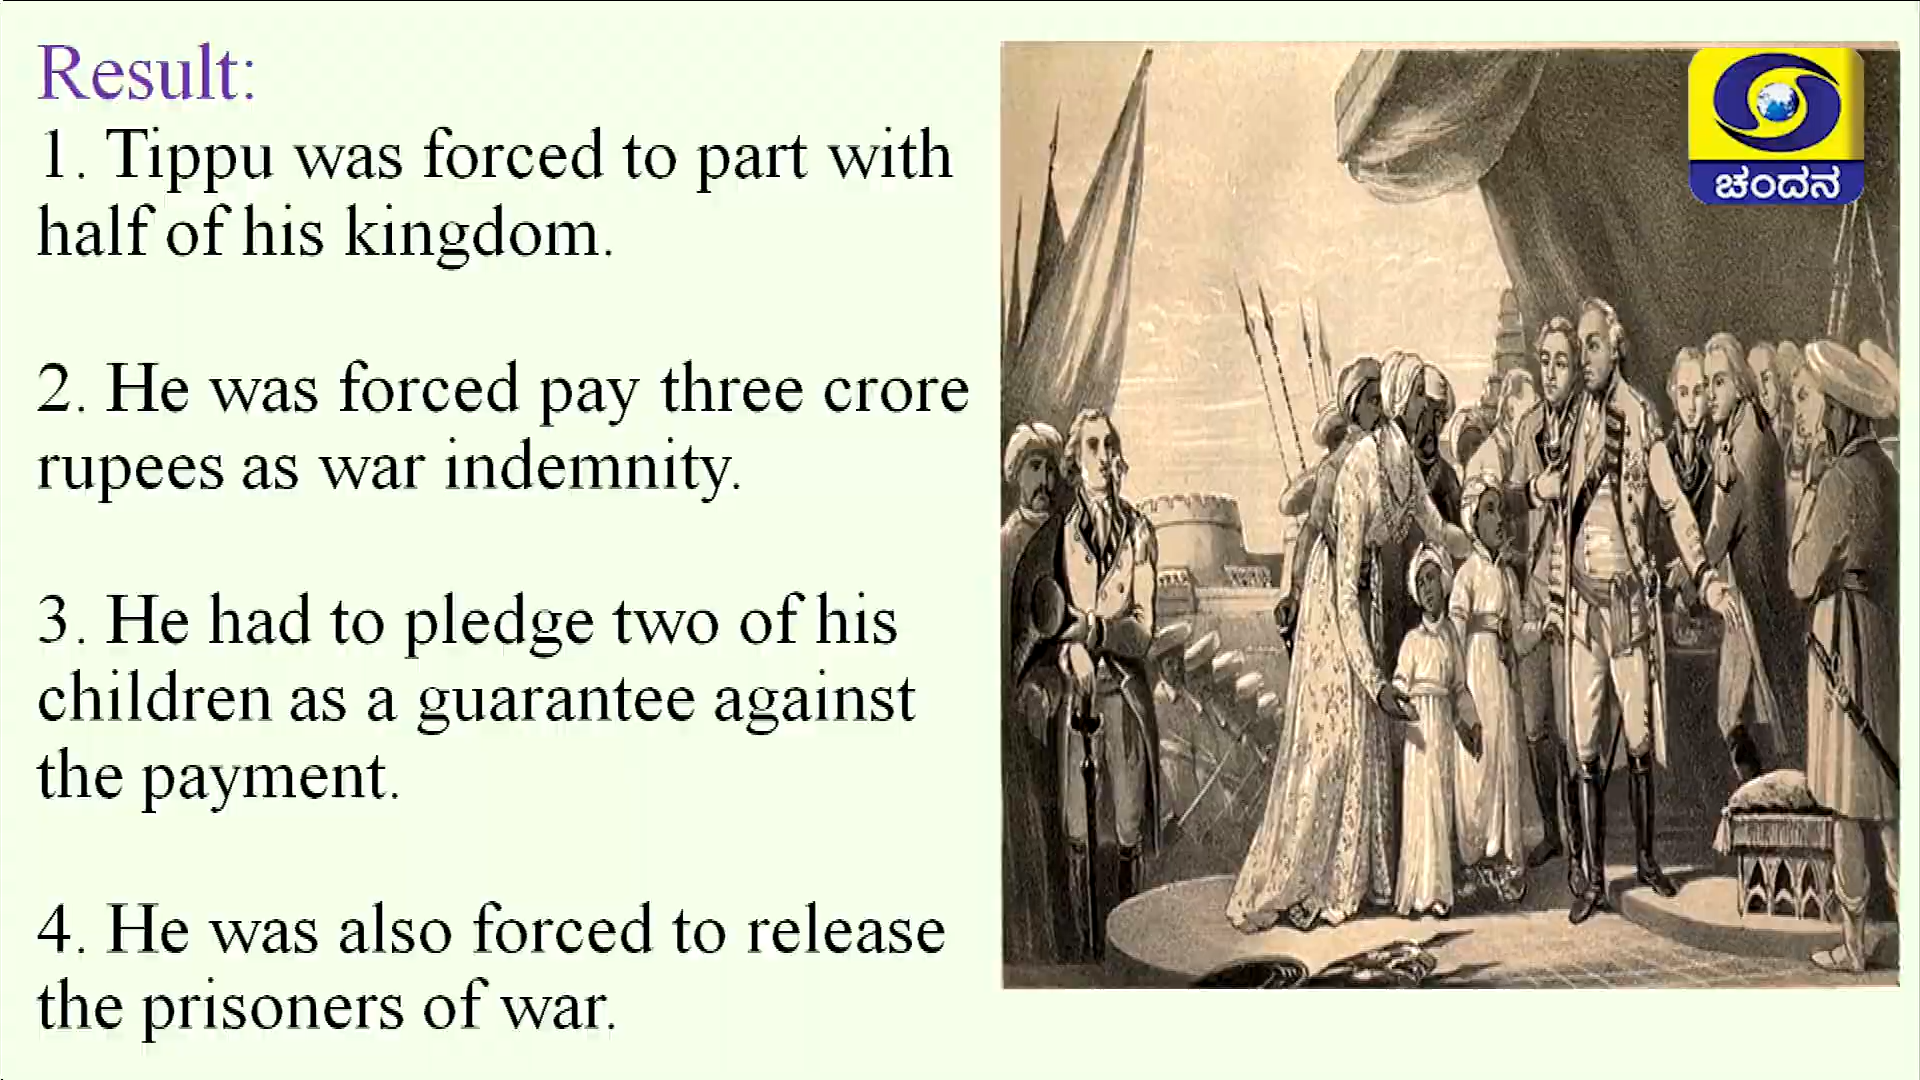 Result:
1. Tippu was forced to part with
half of his kingdom.
2. He was forced pay three crore
rupees as war indemnity.
3. He had to pledge two of his
children as a guarantee against
the payment.
4. He was also forced to release
the prisoners of war.
ಚಂದನ